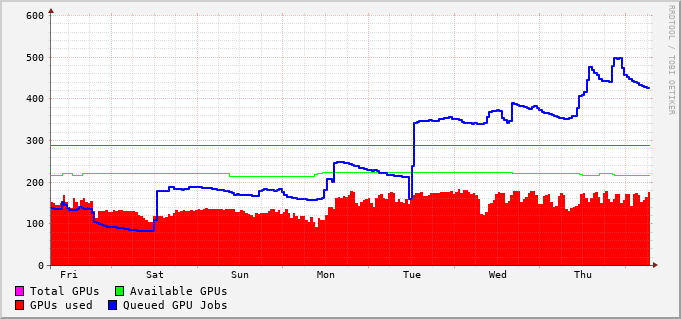 600
500
400
300
200
100
0
Fri Sat Sun Mon Tue Wed Thu
Total GPUs Available GPUs
GPUs used Queued GPU Jobs
RRDTOOL / TOBI OETIKER